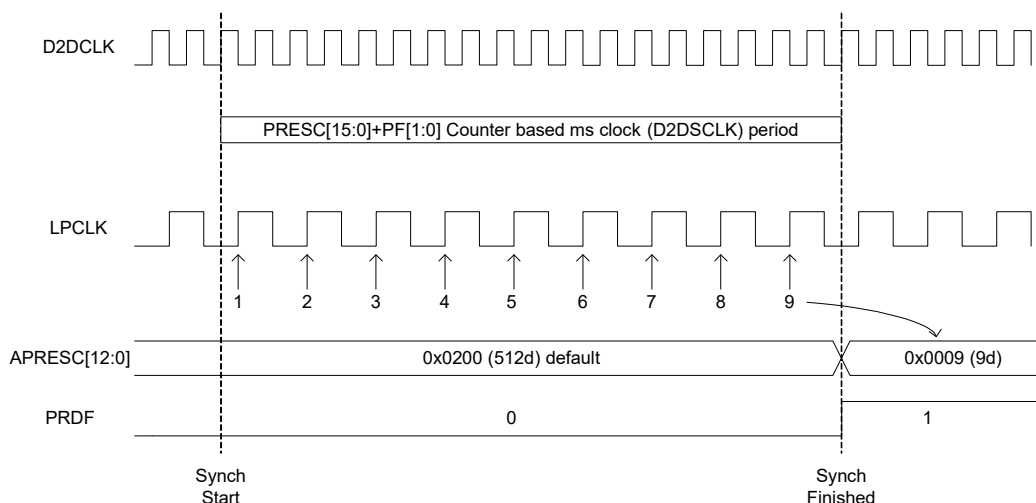 D2DCLK
PRESC[15:0]+PF[1:0] Counter based ms clock (D2DSCLK) period
LPCLK
1 2 3 4 5 6 7 8 9
APRESC[12:0] 0x0200 (512d) default 0x0009 (9d)
PRDF 0 1
Synch Start
Synch Finished